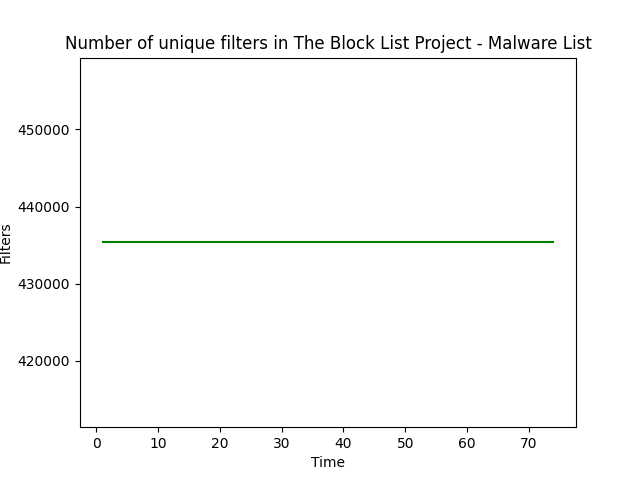 Number of unique filters in The Block List Project - Malware List
450000
440000
430000
420000
Filters
0 10 20 30 40 50 60 70
Time